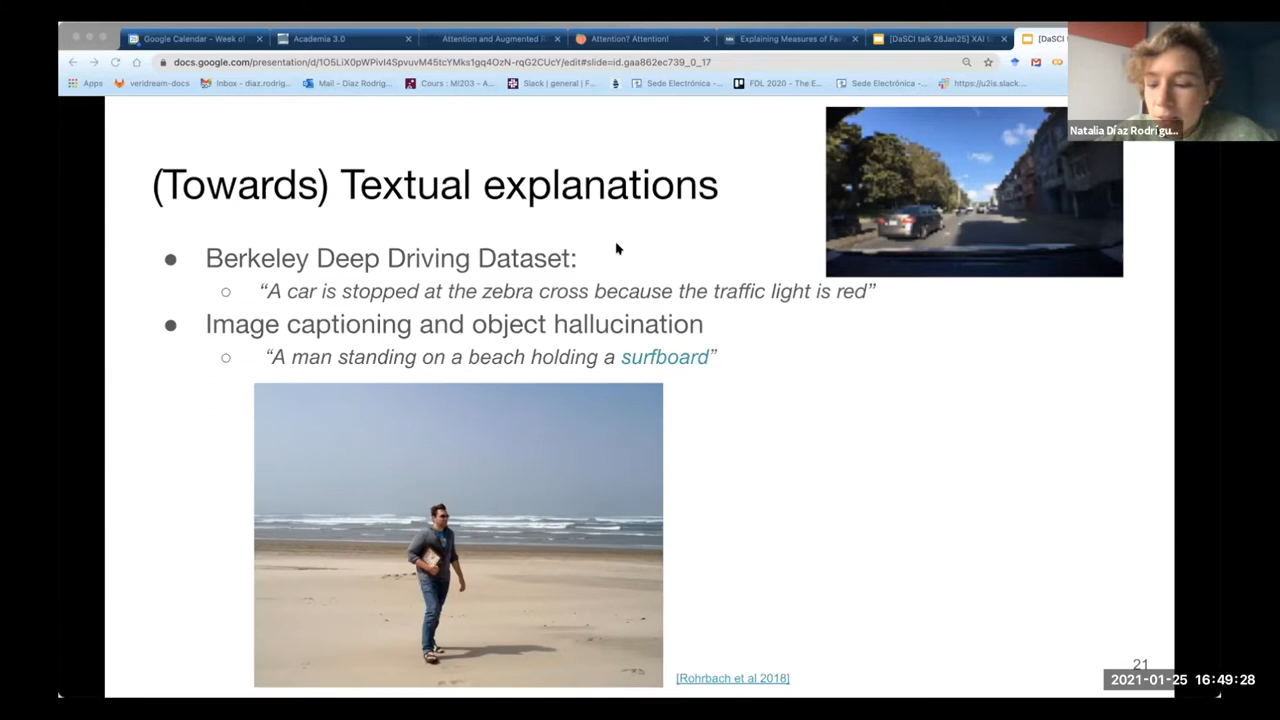 Google Calendar - Week of
Academia 3.0
Attention and Augmented R
Attention? Attention!
Explaining Measures of Fai
[DaSCI talk 28Jan25] XAI t
[DaSCI
docs.google.com/presentation/d/
/edit#slide=id.gaa862ec739_0_17
Apps
veridream-docs
Inbox - diaz.rodrig...
Mail - Díaz Rodríg...
Cours : MI203 - A...
Slack | general | F...
Sede Electrónica -...
FDL 2020 - The E...
Sede Electrónica -...
https://u2is.slack...
Natalia Díaz Rodrígu...
(Towards) Textual explanations
● Berkeley Deep Driving Dataset:
○ “A car is stopped at the zebra cross because the traffic light is red”
● Image captioning and object hallucination
○ “A man standing on a beach holding a surfboard”
[Rohrbach et al 2018]
21
2021-01-25 16:49:28